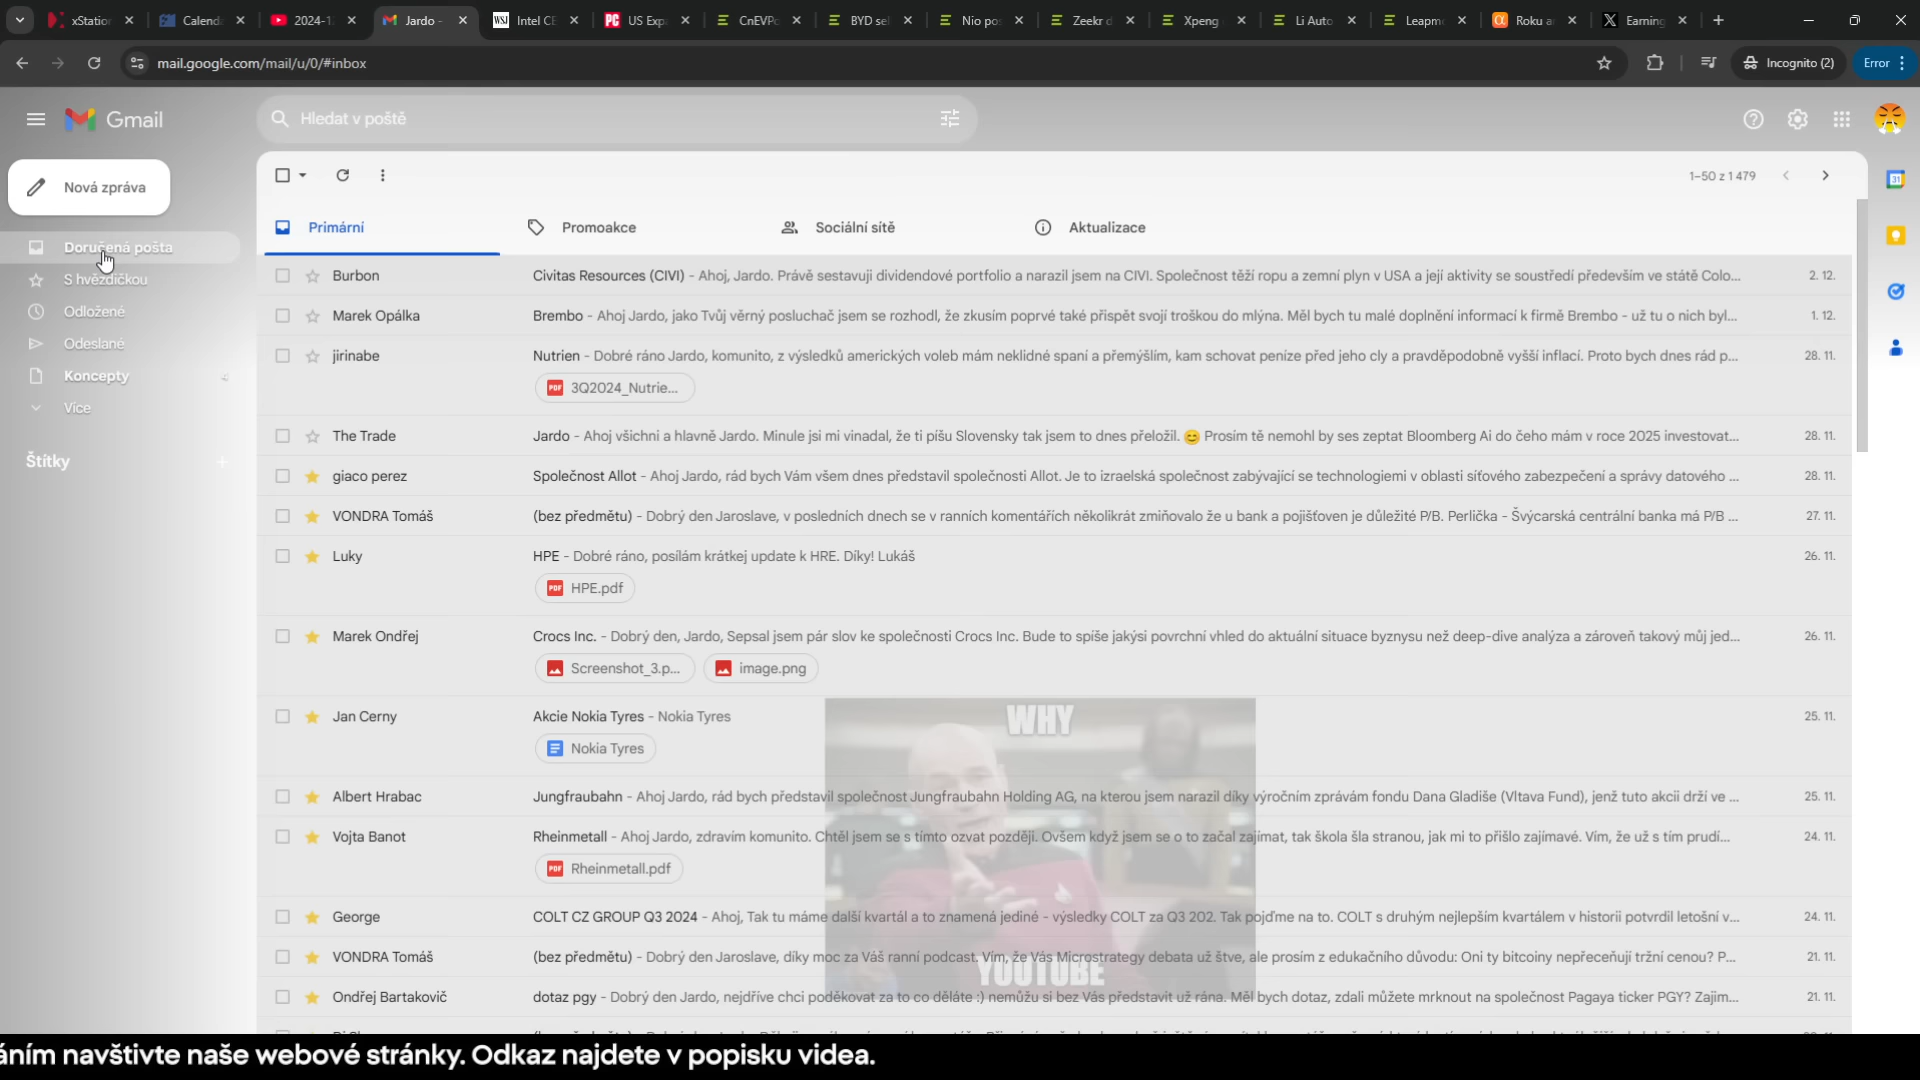 xStation
Calenda
2024-1
Jardo -
WSJ Intel CE
PC US Exp
CnEVPo
BYD sel
Nio pos
Zeekr d
Xpeng
Li Auto
Leapmo
Roku a
Earning
mail.google.com/mail/u/0/#inbox
Incognito (2)
Error
Gmail
Hledat v poště
Nová zpráva
1–50 z 1 479
31
Primární
Promoakce
Sociální sítě
Aktualizace
Doručená pošta
S hvězdičkou
Odložené
Odeslané
Koncepty
Více
Štítky
Burbon Civitas Resources (CIVI) - Ahoj, Jardo. Právě sestavuji dividendové portfolio a narazil jsem na CIVI. Společnost těží ropu a zemní plyn v USA a její aktivity se soustředí především ve státě Colo... 2. 12.
Marek Opálka Brembo - Ahoj Jardo, jako Tvůj věrný posluchač jsem se rozhodl, že zkusím poprvé také přispět svojí troškou do mlýna. Měl bych tu malé doplnění informací k firmě Brembo - už tu o nich byl... 1. 12.
jirinabe Nutrien - Dobré ráno Jardo, komunito, z výsledků amerických voleb mám neklidné spaní a přemýšlím, kam schovat peníze před jeho cly a pravděpodobně vyšší inflací. Proto bych dnes rád p... 28. 11.
PDF 3Q2024_Nutrie...
The Trade Jardo - Ahoj všichni a hlavně Jardo. Minule jsi mi vinadal, že ti píšu Slovensky tak jsem to dnes přeložil. 😊 Prosim tě nemohl by ses zeptat Bloomberg Ai do čeho mám v roce 2025 investovat... 28. 11.
giaco perez Společnost Allot - Ahoj Jardo, rád bych Vám všem dnes představil společnosti Allot. Je to izraelská společnost zabývající se technologiemi v oblasti síťového zabezpečení a správy datového ... 28. 11.
VONDRA Tomáš (bez předmětu) - Dobrý den Jaroslave, v posledních dnech se v ranních komentářích několikrát zmiňovalo že u bank a pojišťoven je důležité P/B. Perlička - Švýcarská centrální banka má P/B ... 27. 11.
Luky HPE - Dobré ráno, posílám krátkej update k HRE. Díky! Lukáš 26. 11.
PDF HPE.pdf
Marek Ondřej Crocs Inc. - Dobrý den, Jardo, Sepsal jsem pár slov ke společnosti Crocs Inc. Bude to spíše jakýsi povrchní vhled do aktuální situace byznysu než deep-dive analýza a zároveň takový můj jed... 26. 11.
Screenshot_3.p... image.png
Jan Cerny Akcie Nokia Tyres - Nokia Tyres 25. 11.
Nokia Tyres
WHY
Albert Hrabac Jungfraubahn - Ahoj Jardo, rád bych představil společnost Jungfraubahn Holding AG, na kterou jsem narazil díky výročním zprávám fondu Dana Gladiše (Vltava Fund), jenž tuto akcii drží ve ... 25. 11.
Vojta Banot Rheinmetall - Ahoj Jardo, zdravím komunito. Chtěl jsem se s tímto ozvat později. Ovšem když jsem se o to začal zajímat, tak škola šla stranou, jak mi to přišlo zajímavé. Vím, že už s tím prudí... 24. 11.
PDF Rheinmetall.pdf
George COLT CZ GROUP Q3 2024 - Ahoj, Tak tu máme další kvartál a to znamená jediné - výsledky COLT za Q3 202. Tak pojďme na to. COLT s druhým nejlepším kvartálem v historii potvrdil letošní v... 24. 11.
VONDRA Tomáš (bez předmětu) - Dobrý den Jaroslave, díky moc za Váš ranní podcast. Vím, že Vás Microstrategy debata už štve, ale prosím z edukačního důvodu: Oni ty bitcoiny nepřeceňují tržní cenou? P... 21. 11.
YOUTUBE
Ondřej Bartakovič dotaz pgy - Dobrý den Jardo, nejdříve chci poděkovat za to co děláte :) nemůžu si bez Vás představit už rána. Měl bych dotaz, zdali můžete mrknout na společnost Pagaya ticker PGY? Zajím... 21. 11.
áním navštivte naše webové stránky. Odkaz najdete v popisku videa.